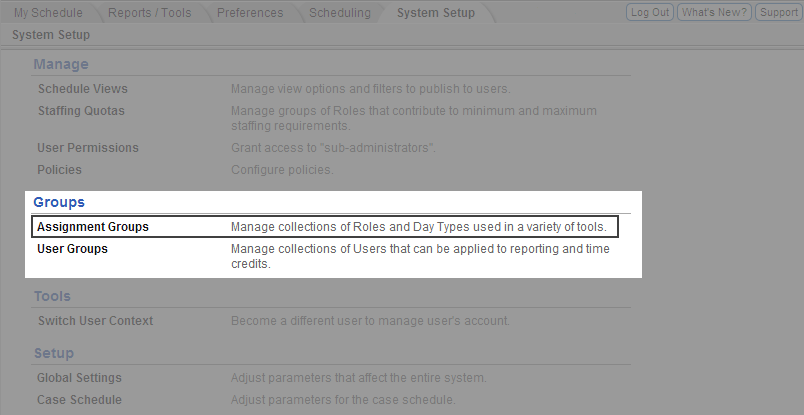 My Schedule Reports / Tools Preferences Scheduling System Setup Log Out What's New? Support
System Setup
Manage
Schedule Views Manage view options and filters to publish to users.
Staffing Quotas Manage groups of Roles that contribute to minimum and maximum
staffing requirements.
User Permissions Grant access to "sub-administrators".
Policies Configure policies.
Groups
Assignment Groups Manage collections of Roles and Day Types used in a variety of tools.
User Groups Manage collections of Users that can be applied to reporting and time
credits.
Tools
Switch User Context Become a different user to manage user's account.
Setup
Global Settings Adjust parameters that affect the entire system.
Case Schedule Adjust parameters for the case schedule.